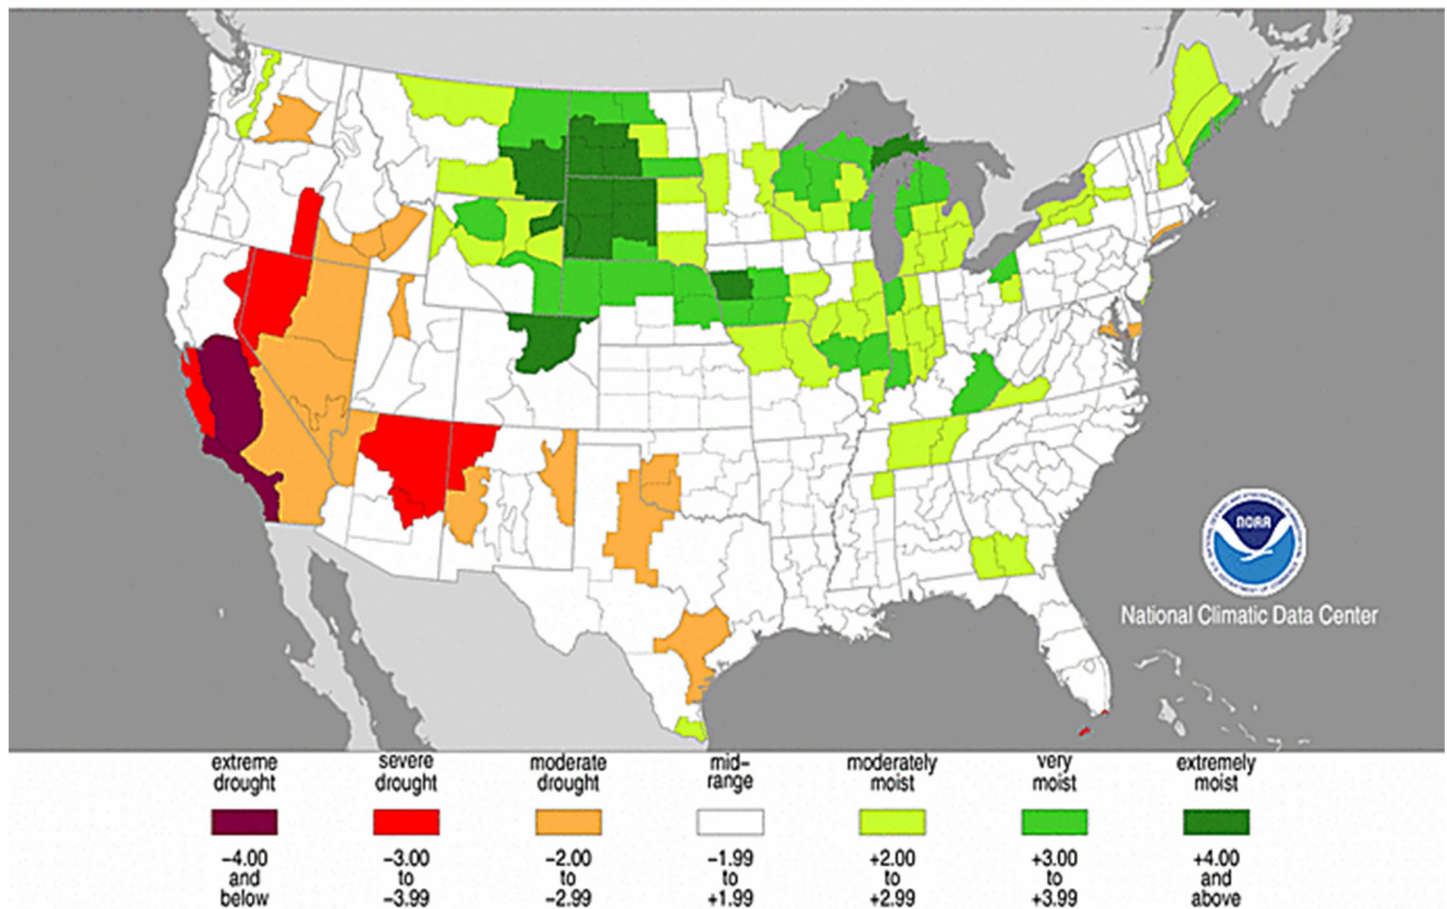 NOAA
National Climatic Data Center
extreme drought
severe drought
moderate drought
mid-range
moderately moist
very moist
extremely moist
-4.00 and below
-3.00 to -3.99
-2.00 to -2.99
-1.99 to +1.99
+2.00 to +2.99
+3.00 to +3.99
+4.00 and above